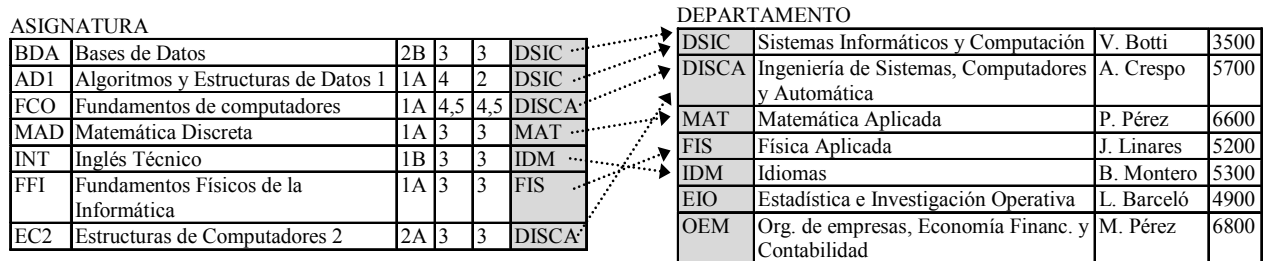 ASIGNATURA
BDA Bases de Datos 2B 3 3 DSIC
AD1 Algoritmos y Estructuras de Datos 1 1A 4 2 DSIC
FCO Fundamentos de computadores 1A 4,5 4,5 DISCA
MAD Matemática Discreta 1A 3 3 MAT
INT Inglés Técnico 1B 3 3 IDM
FFI Fundamentos Físicos de la 1A 3 3 FIS
Informática
EC2 Estructuras de Computadores 2 2A 3 3 DISCA
DEPARTAMENTO
DSIC Sistemas Informáticos y Computación V. Botti 3500
DISCA Ingeniería de Sistemas, Computadores A. Crespo 5700
y Automática
MAT Matemática Aplicada P. Pérez 6600
FIS Física Aplicada J. Linares 5200
IDM Idiomas B. Montero 5300
EIO Estadística e Investigación Operativa L. Barceló 4900
OEM Org. de empresas, Economía Financ. y M. Pérez 6800
Contabilidad